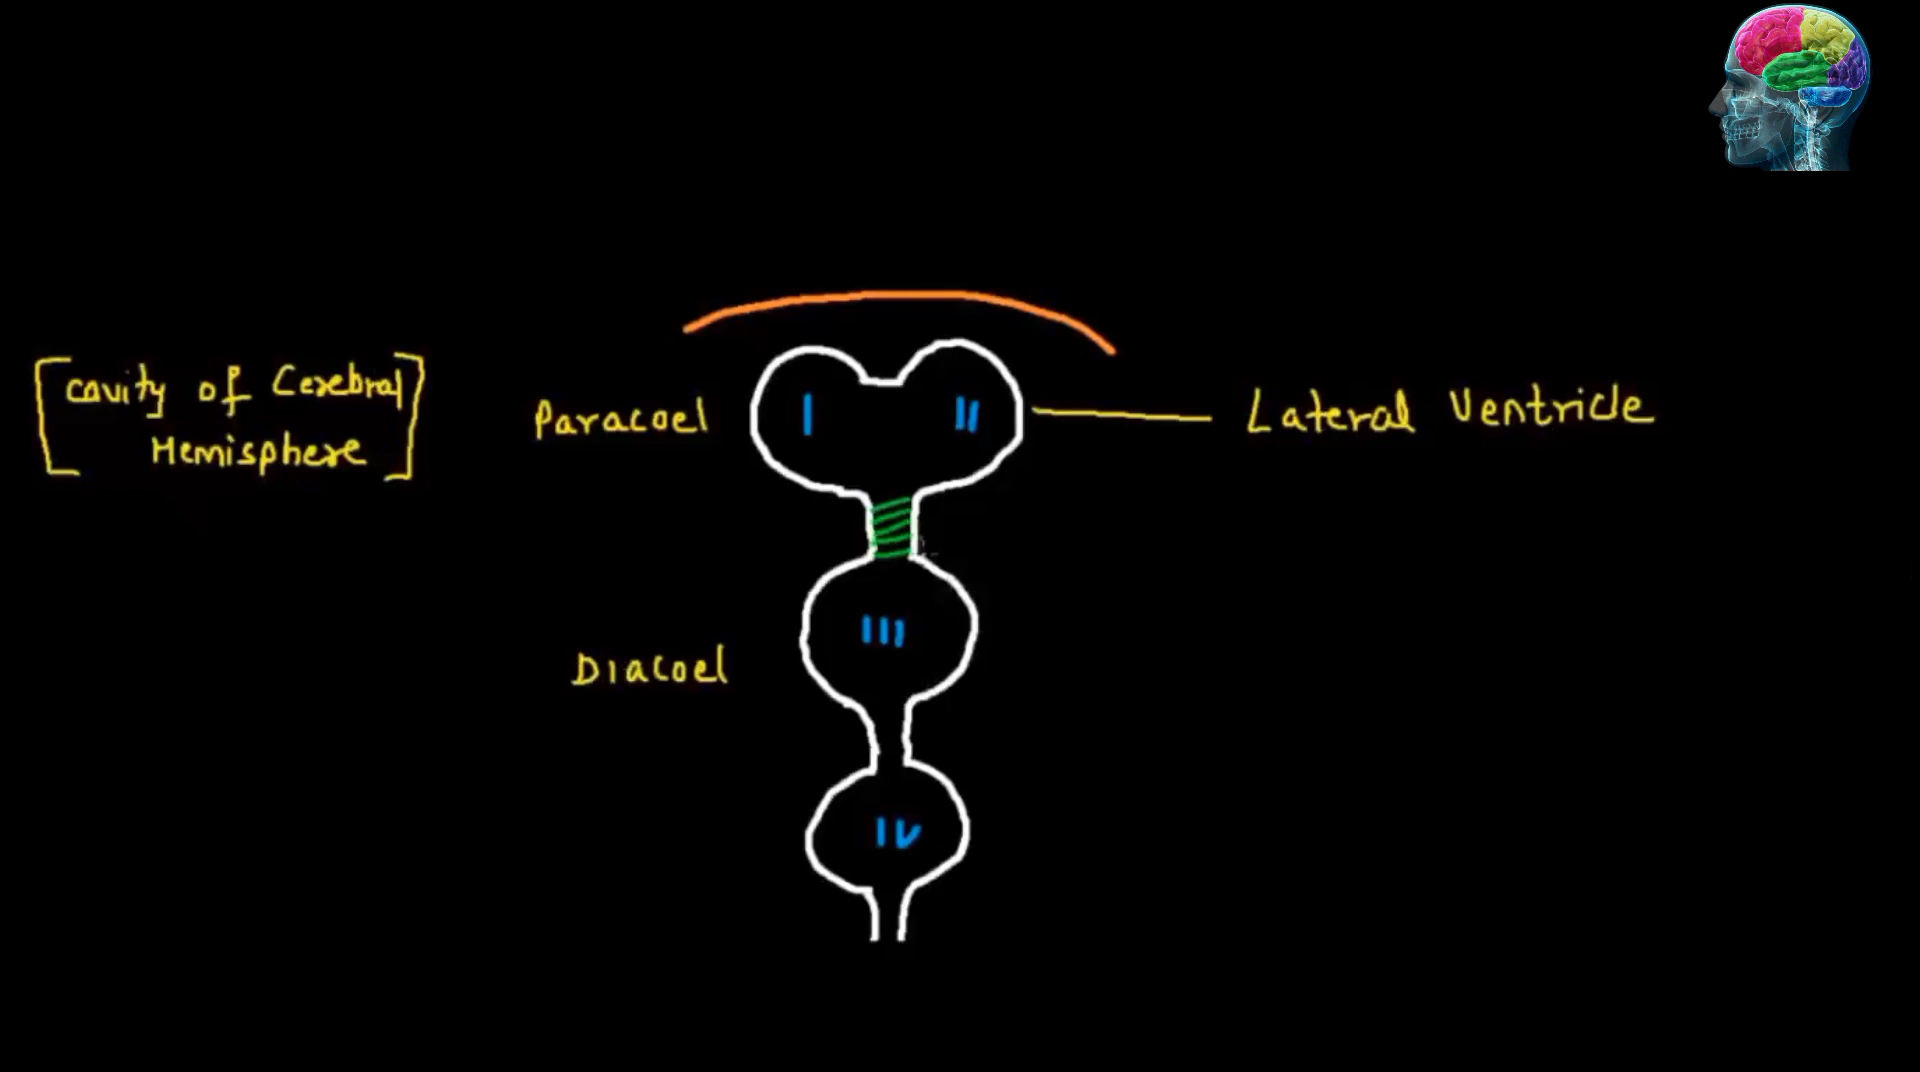 Cavity of Cerebral
Hemisphere
Paracoel
I
II
Lateral Ventricle
III
Diacoel
IV